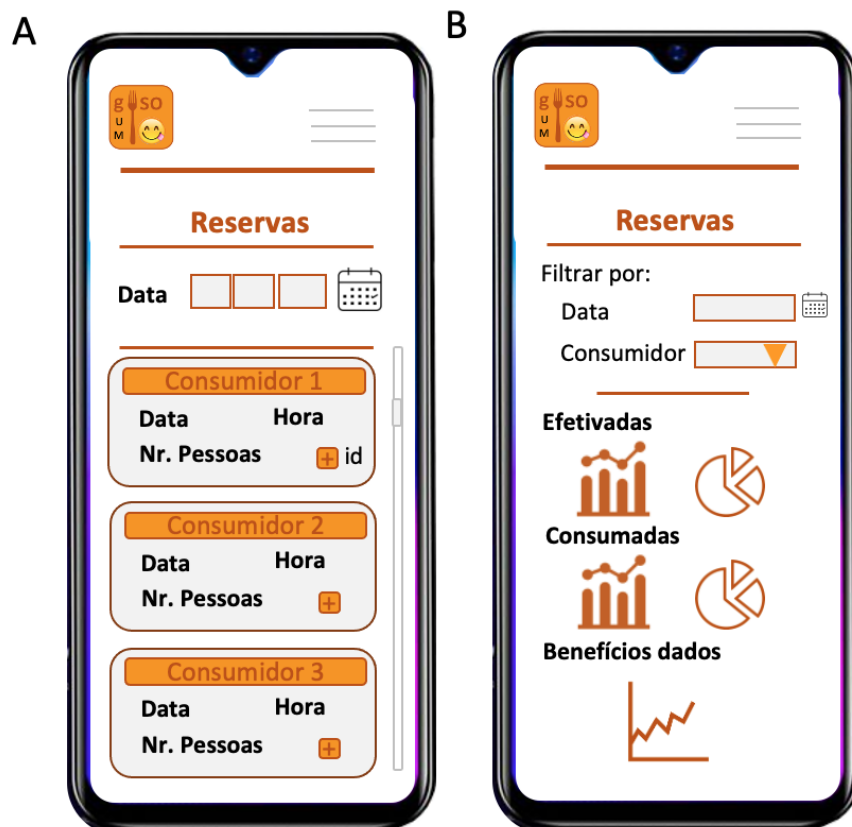 A
g SO
U
M
Reservas
Data
Consumidor 1
Data Hora
Nr. Pessoas + id
Consumidor 2
Data Hora
Nr. Pessoas +
Consumidor 3
Data Hora
Nr. Pessoas +
B
g SO
U
M
Reservas
Filtrar por:
Data
Consumidor
Efetivadas
Consumadas
Benefícios dados